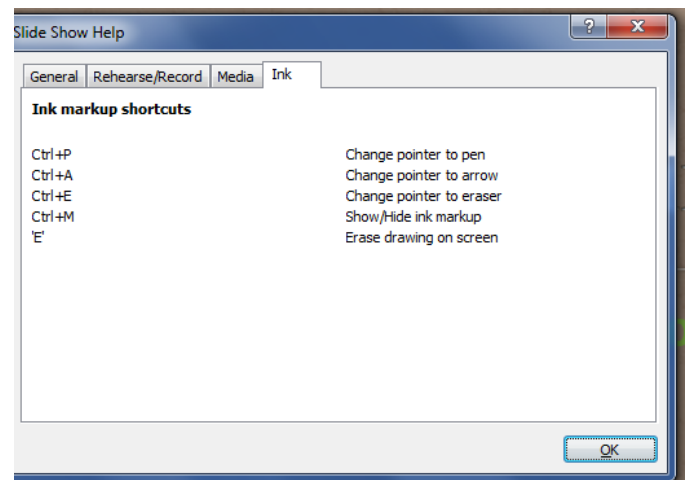 Slide Show Help
?
X
General Rehearse/Record Media Ink
Ink markup shortcuts
Ctrl+P Change pointer to pen
Ctrl+A Change pointer to arrow
Ctrl+E Change pointer to eraser
Ctrl+M Show/Hide ink markup
'E' Erase drawing on screen
OK